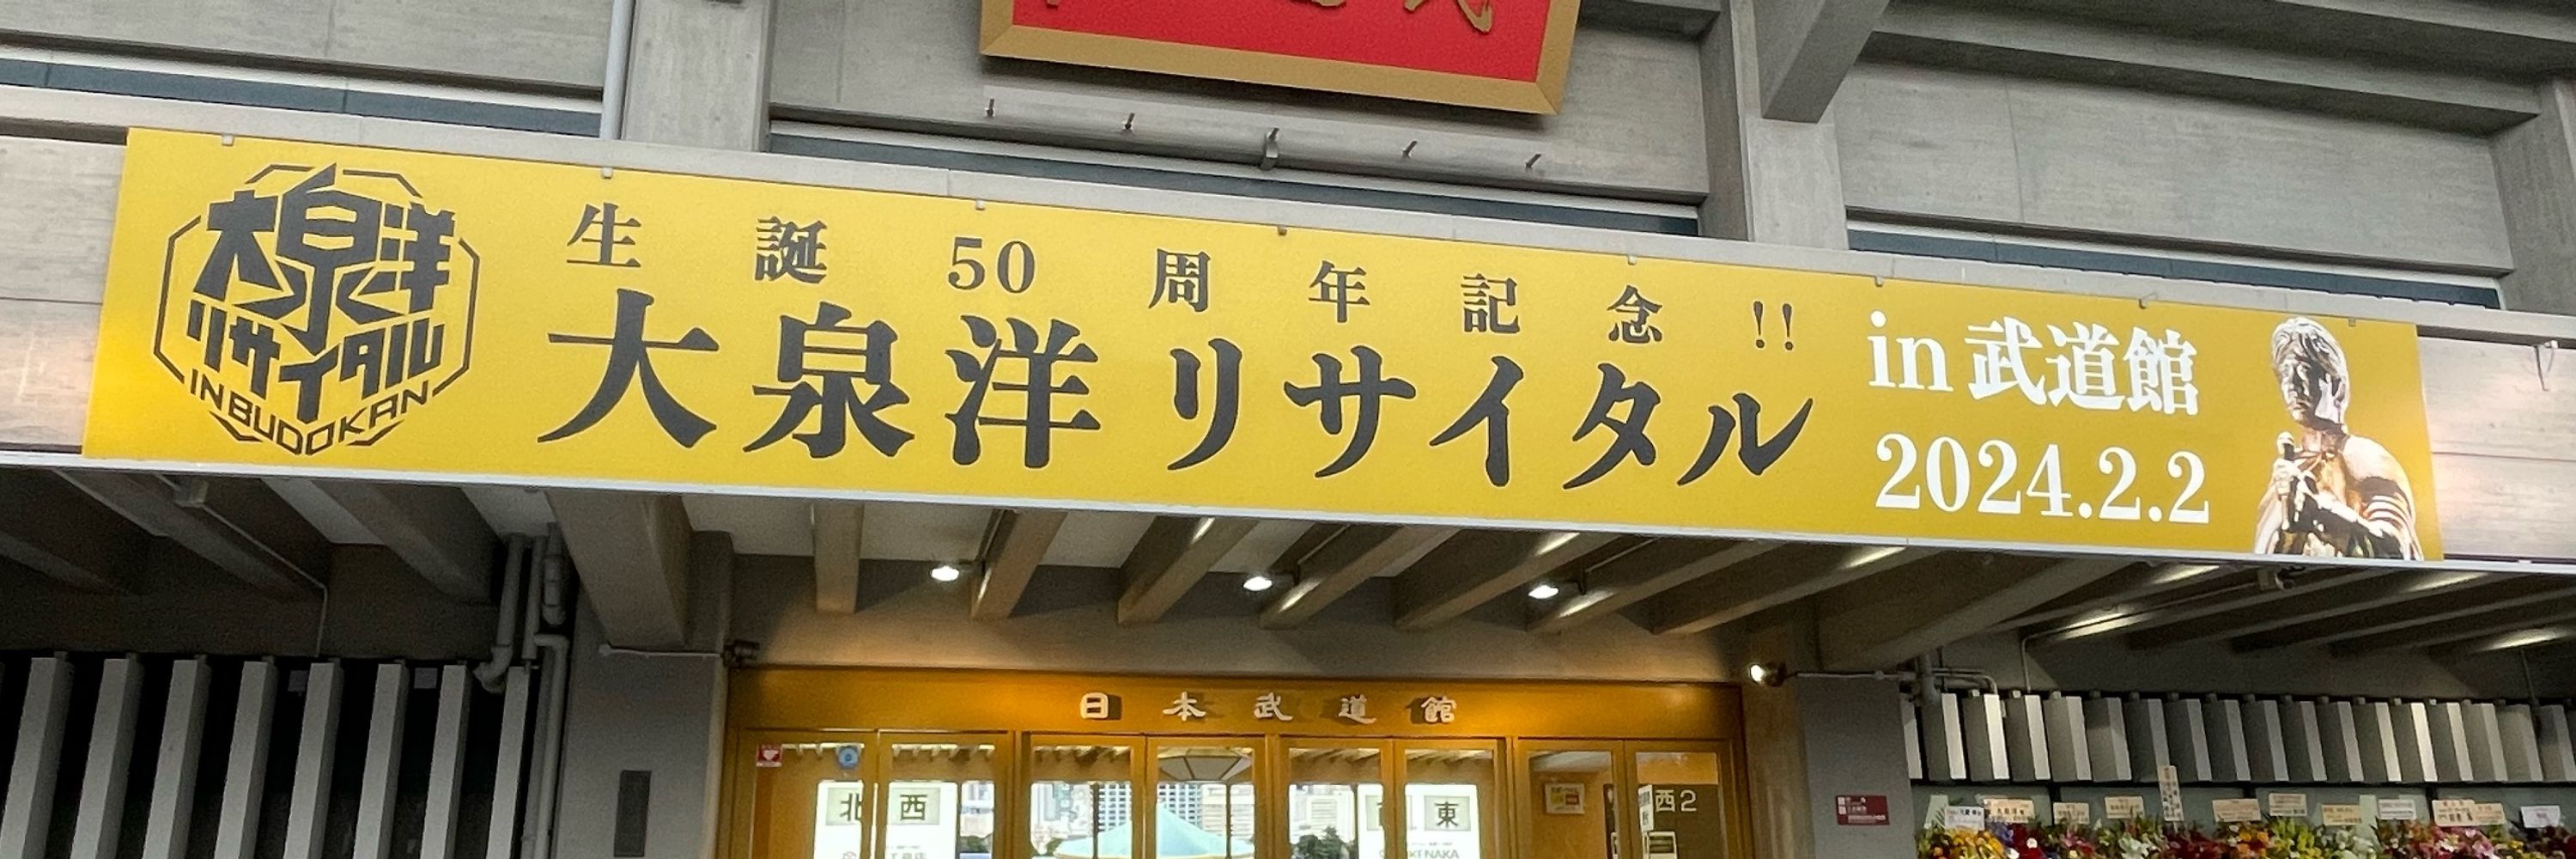 大泉洋
リサイタル
IN BUDOKAN
生誕50周年記念!!
大泉洋リサイタル
in武道館
2024.2.2
日本武道館
北 西
東
西2